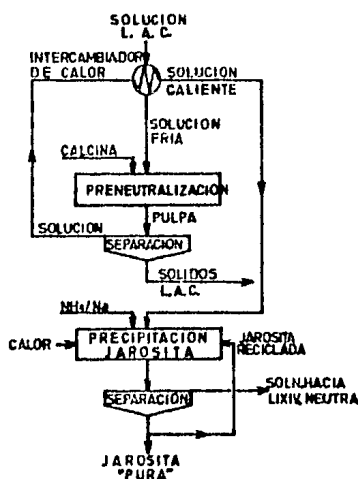 SOLUCION
L. A. C.
INTERCAMBIADOR
DE CALOR
SOLUCION
CALIENTE
SOLUCION
FRIA
CALCINA
PRENEUTRALIZACION
PULPA
SOLUCION
SEPARACION
SOLIDOS
L.A.C.
NH₄/Na
CALOR
PRECIPITACION
JAROSITA
JAROSITA
RECICLADA
SEPARACION
SOLN.HACIA
LIXIV. NEUTRA
JAROSITA
"PURA"